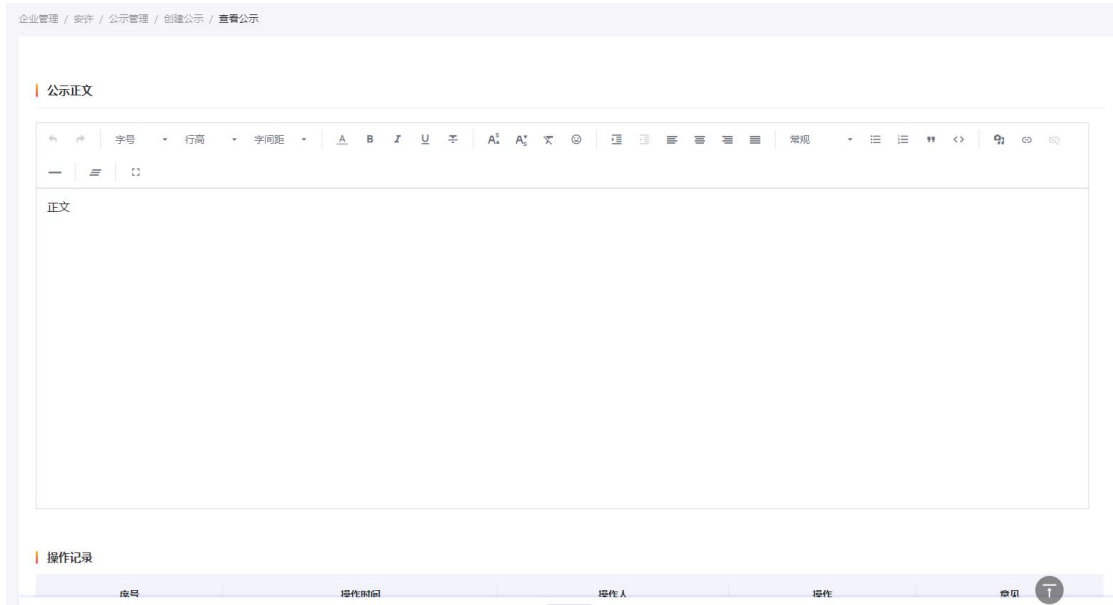 企业管理 / 安许 / 公示管理 / 创建公示 / 查看公示
公示正文
字号 行高 字间距 A B I U 常规
正文
操作记录
序号 操作时间 操作人 操作 意见